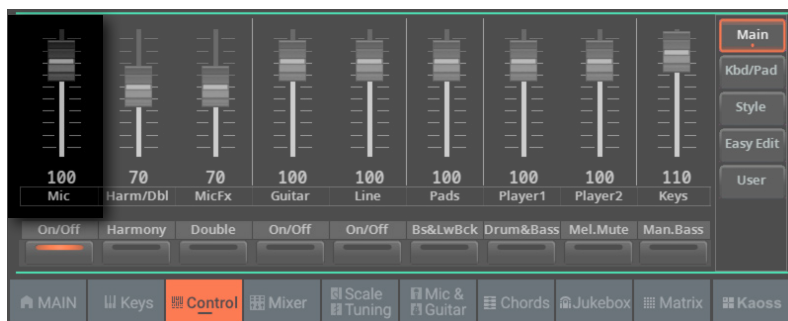 Main
Kbd/Pad
Style
Easy Edit
User
100 70 70 100 100 100 100 100 110
Mic Harm/Dbl MicFx Guitar Line Pads Player1 Player2 Keys
On/Off Harmony Double On/Off On/Off Bs&LwBck Drum&Bass Mel.Mute Man.Bass
MAIN Keys Control Mixer Scale Tuning Mic & Guitar Chords Jukebox Matrix Kaoss